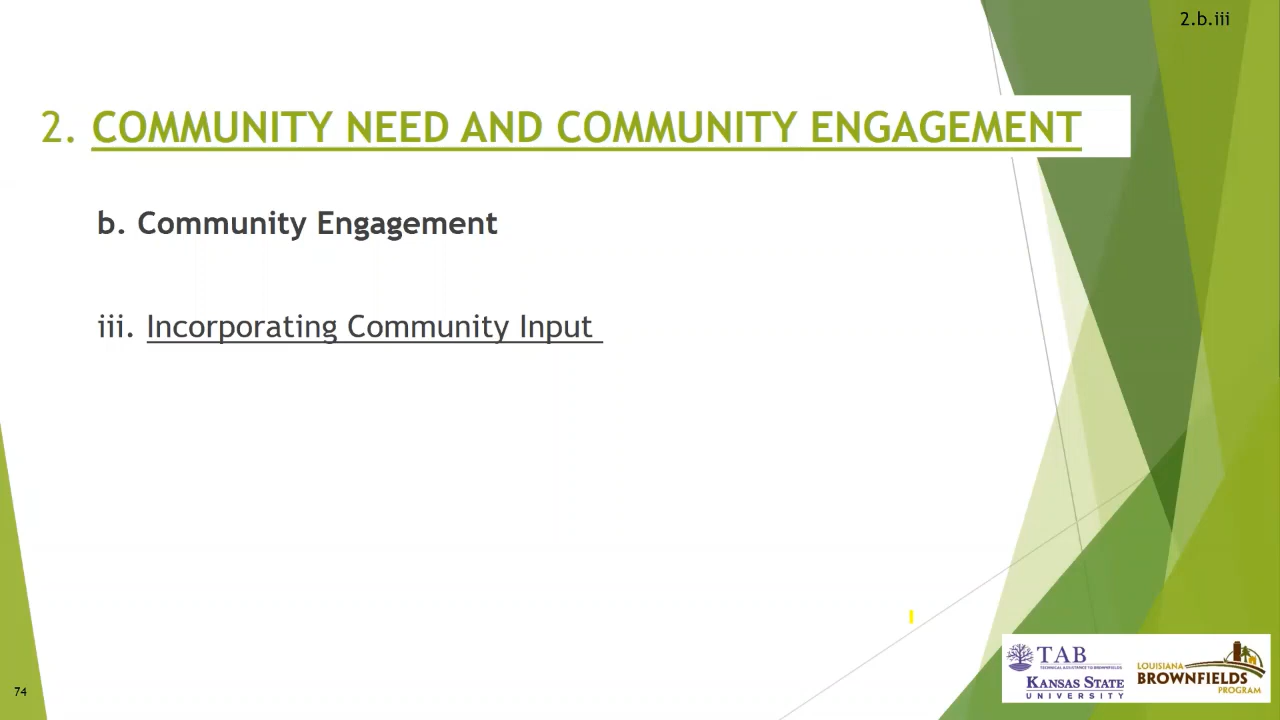 2.b.iii
2. COMMUNITY NEED AND COMMUNITY ENGAGEMENT
b. Community Engagement
iii. Incorporating Community Input
74
TAB
TECHNICAL ASSISTANCE TO BROWNFIELDS
KANSAS STATE
UNIVERSITY
LOUISIANA
BROWNFIELDS
PROGRAM